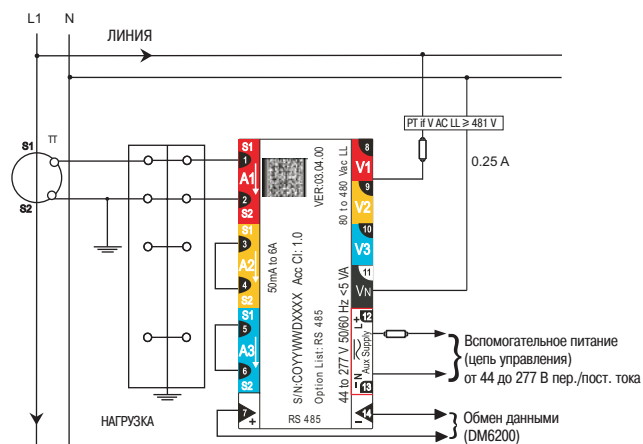 L1 N
ЛИНИЯ
PT if V AC LL ≥ 481 V
0.25 A
S1
S2
ТТ
НАГРУЗКА
S1
1
A1
2
S2
S1
3
A2
4
S2
S1
5
A3
6
S2
7
+
50mA to 6A
S/N:COYYWWDXXXX Acc Cl: 1.0
Option List: RS 485
VER:03.04.00
RS 485
80 to 480 Vac LL
44 to 277 V 50/60 Hz <5 VA
8
V1
9
V2
10
V3
11
VN
12
L+
Aux Supply
N
–
13
14
–
Вспомогательное питание
(цепь управления)
от 44 до 277 В пер./пост. тока
Обмен данными
(DM6200)